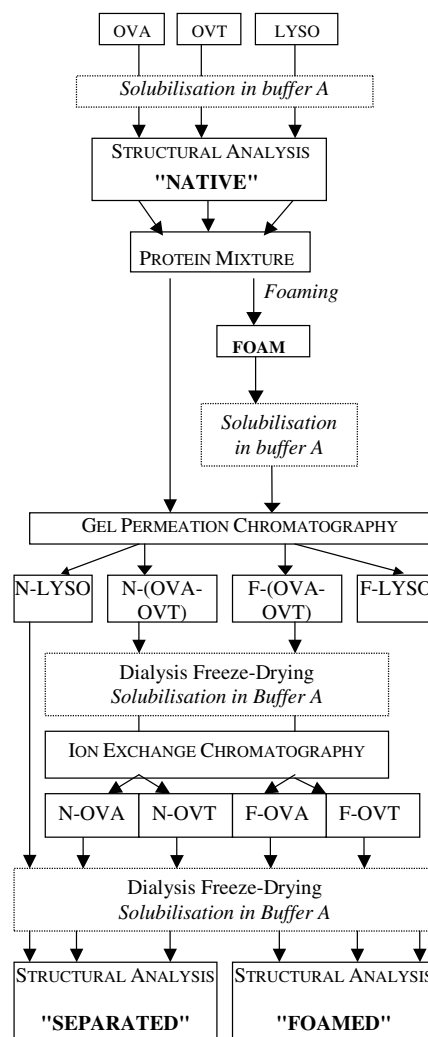 OVA OVT LYSO
Solubilisation in buffer A
STRUCTURAL ANALYSIS
"NATIVE"
PROTEIN MIXTURE
Foaming
FOAM
Solubilisation
in buffer A
GEL PERMEATION CHROMATOGRAPHY
N-LYSO N-(OVA- F-(OVA- F-LYSO
OVT) OVT)
Dialysis Freeze-Drying
Solubilisation in Buffer A
ION EXCHANGE CHROMATOGRAPHY
N-OVA N-OVT F-OVA F-OVT
Dialysis Freeze-Drying
Solubilisation in Buffer A
STRUCTURAL ANALYSIS STRUCTURAL ANALYSIS
"SEPARATED" "FOAMED"